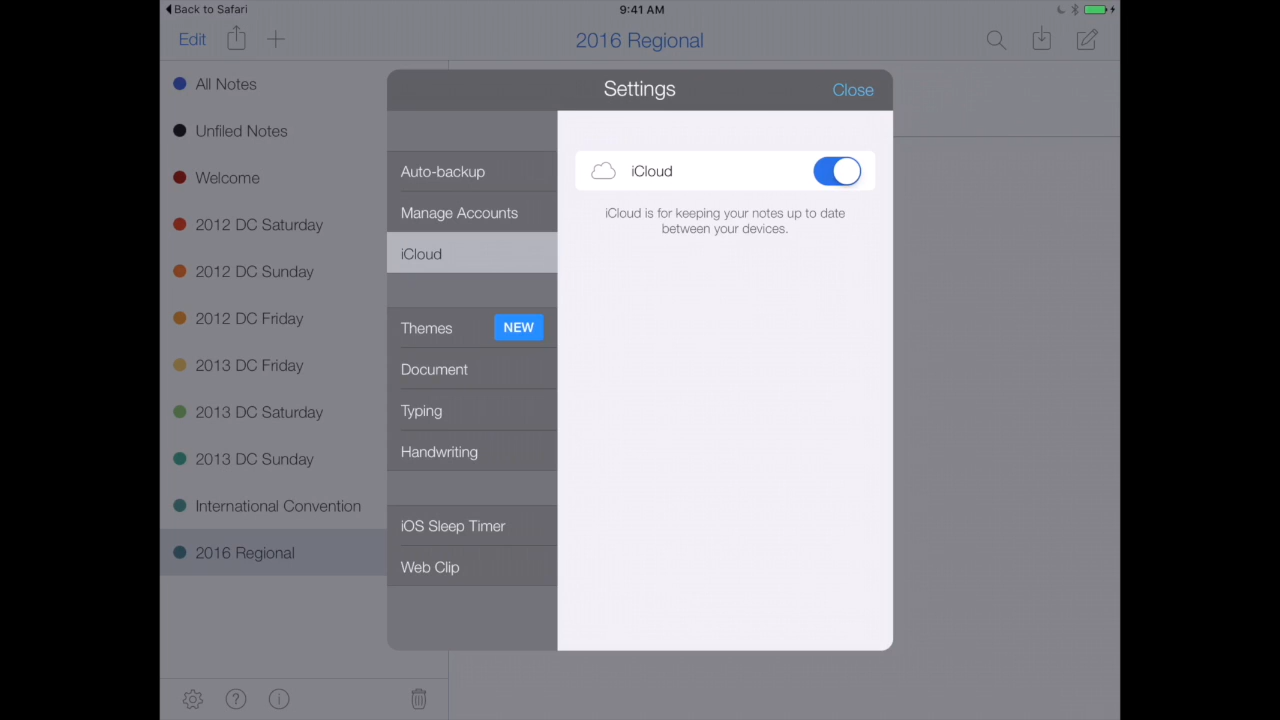 Back to Safari
9:41 AM
Edit
2016 Regional
All Notes
Unfiled Notes
Welcome
2012 DC Saturday
2012 DC Sunday
2012 DC Friday
2013 DC Friday
2013 DC Saturday
2013 DC Sunday
International Convention
2016 Regional
Settings
Close
Auto-backup
Manage Accounts
iCloud
Themes NEW
Document
Typing
Handwriting
iOS Sleep Timer
Web Clip
iCloud
iCloud is for keeping your notes up to date
between your devices.